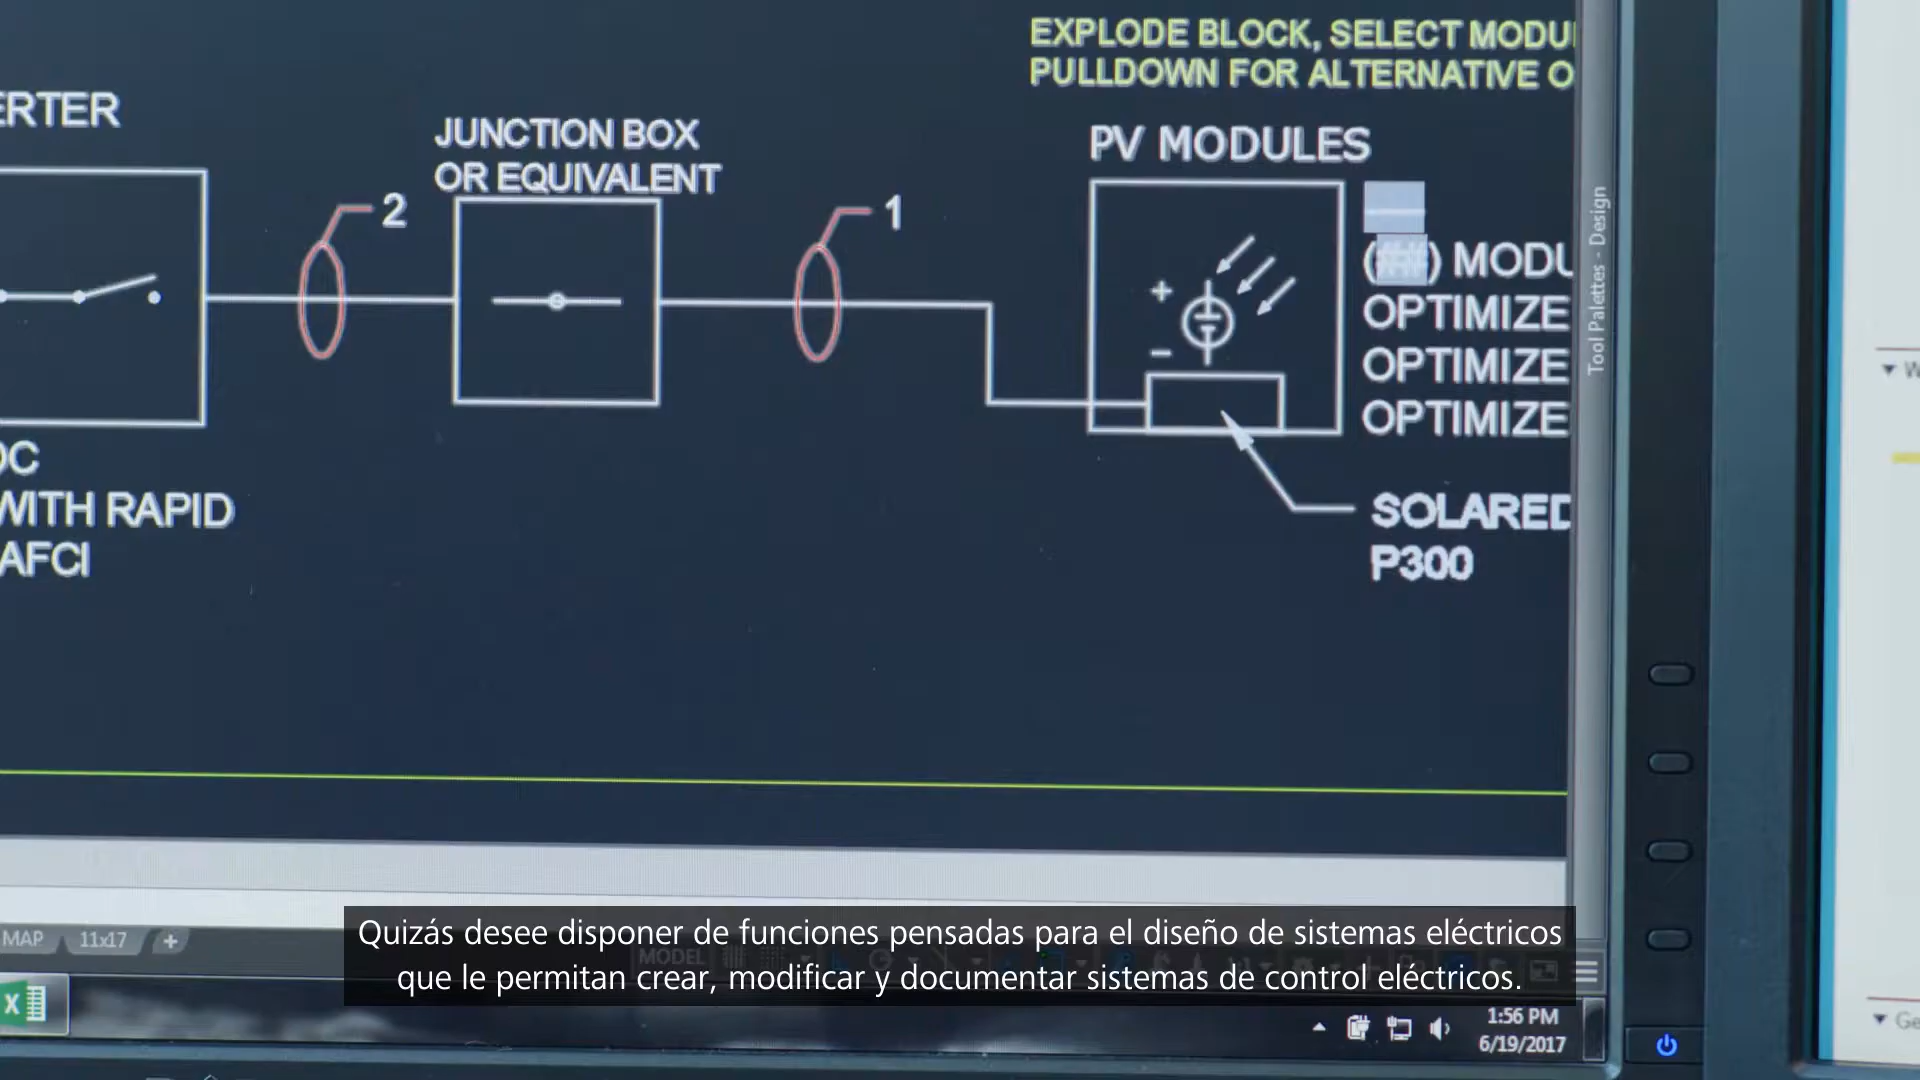 EXPLODE BLOCK, SELECT MODU
PULLDOWN FOR ALTERNATIVE O
ERTER
JUNCTION BOX
OR EQUIVALENT
PV MODULES
2
1
(##) MODU
OPTIMIZE
OPTIMIZE
OPTIMIZE
+
-
SOLARED
P300
DC
WITH RAPID
AFCI
Tool Palettes - Design
W
Ge
MAP
11x17
+
MODEL
Quizás desee disponer de funciones pensadas para el diseño de sistemas eléctricos
que le permitan crear, modificar y documentar sistemas de control eléctricos.
1:56 PM
6/19/2017